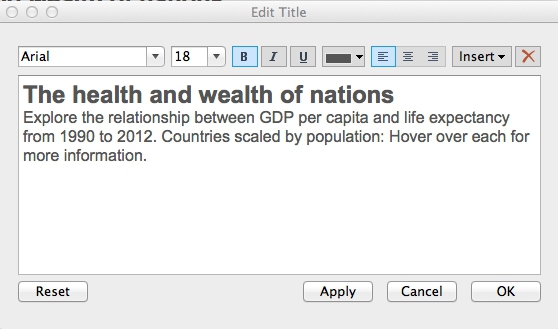 Edit Title
Arial 18 B I U Insert
The health and wealth of nations
Explore the relationship between GDP per capita and life expectancy
from 1990 to 2012. Countries scaled by population: Hover over each for
more information.
Reset Apply Cancel OK